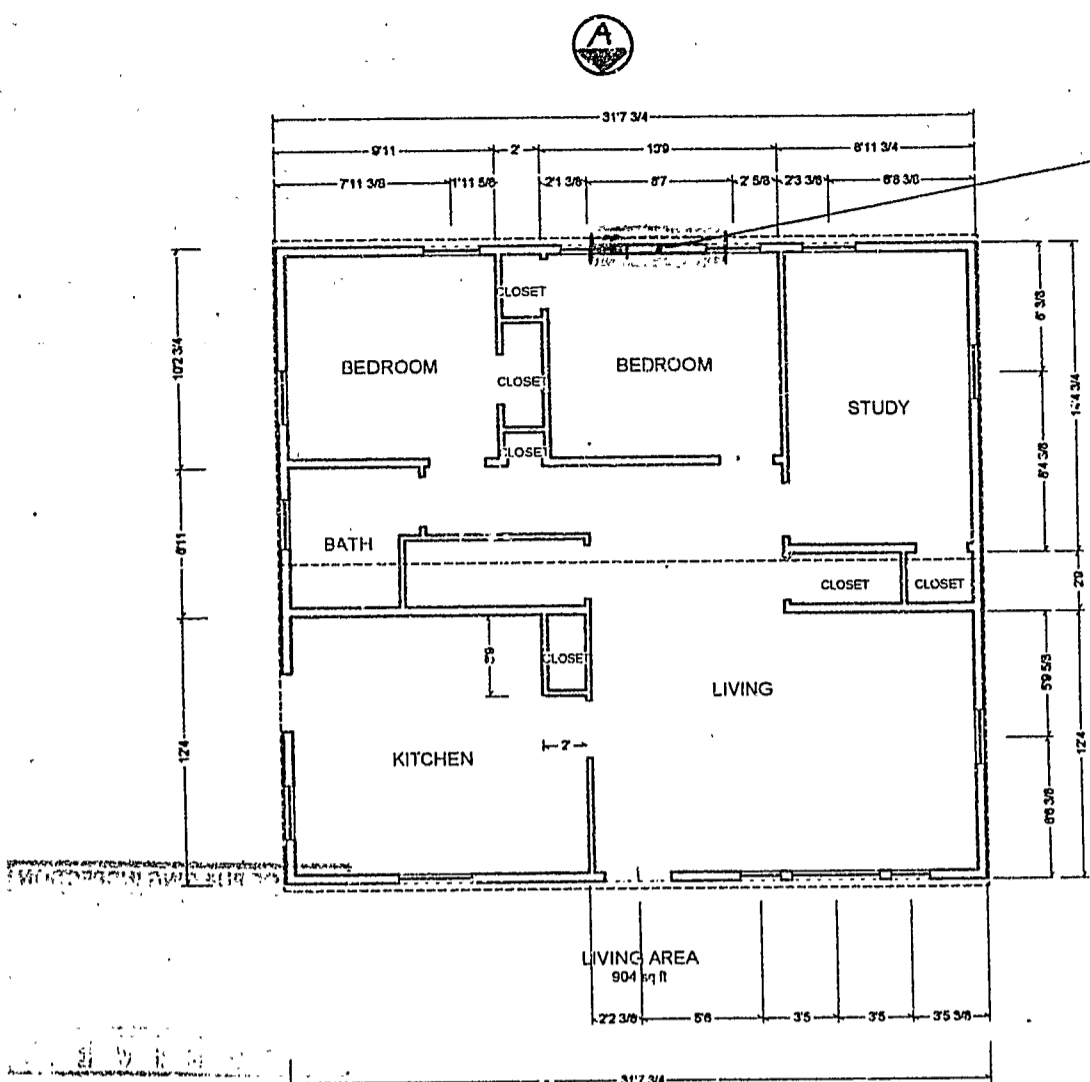 A
31'7 3/4
9'11 2' 10'9 8'11 3/4
7'11 3/8 1'11 5/8 2'1 3/8 6'7 2' 5/8 2'3 3/8 6'8 3/8
CLOSET
BEDROOM
BEDROOM
CLOSET
STUDY
CLOSET
BATH
CLOSET CLOSET
CLOSET
LIVING
KITCHEN
10'2 3/4
6'11
12'4
3'9
2'
6' 3/8
14'4 3/4
8'4 3/8
2'9
5'9 5/8
12'4
6'6 3/8
LIVING AREA
904 sq ft
2'2 3/8 5'6 3'5 3'5 3'5 3/8
31'7 3/4